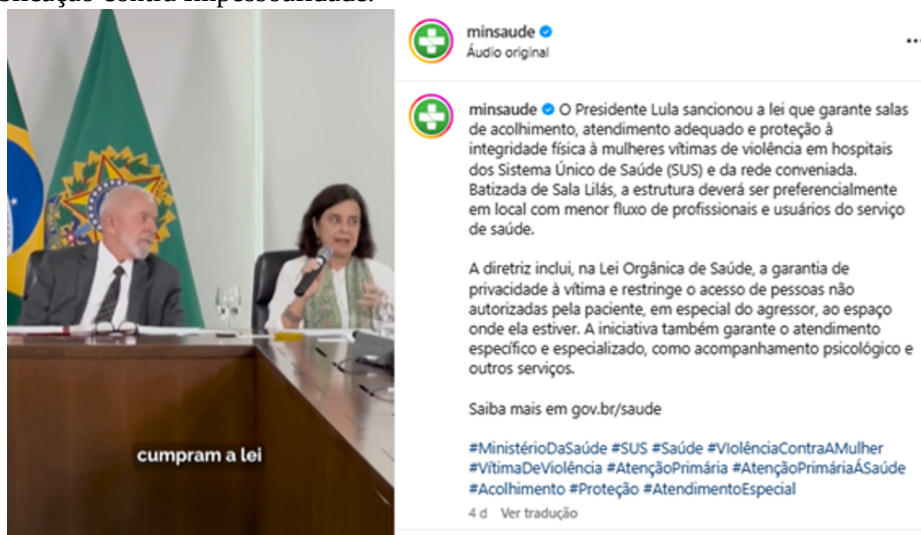 olicação contra impessoalidade.
minsaude
Áudio original
minsaude O Presidente Lula sancionou a lei que garante salas
de acolhimento, atendimento adequado e proteção à
integridade física à mulheres vítimas de violência em hospitais
dos Sistema Único de Saúde (SUS) e da rede conveniada.
Batizada de Sala Lilás, a estrutura deverá ser preferencialmente
em local com menor fluxo de profissionais e usuários do serviço
de saúde.
A diretriz inclui, na Lei Orgânica de Saúde, a garantia de
privacidade à vítima e restringe o acesso de pessoas não
autorizadas pela paciente, em especial do agressor, ao espaço
onde ela estiver. A iniciativa também garante o atendimento
específico e especializado, como acompanhamento psicológico e
outros serviços.
Saiba mais em gov.br/saude
#MinistérioDaSaúde #SUS #Saúde #VIolênciaContraAMulher
#VítimaDeViolência #AtençãoPrimária #AtençãoPrimáriaÁSaúde
#Acolhimento #Proteção #AtendimentoEspecial
4 d Ver tradução
cumpram a lei